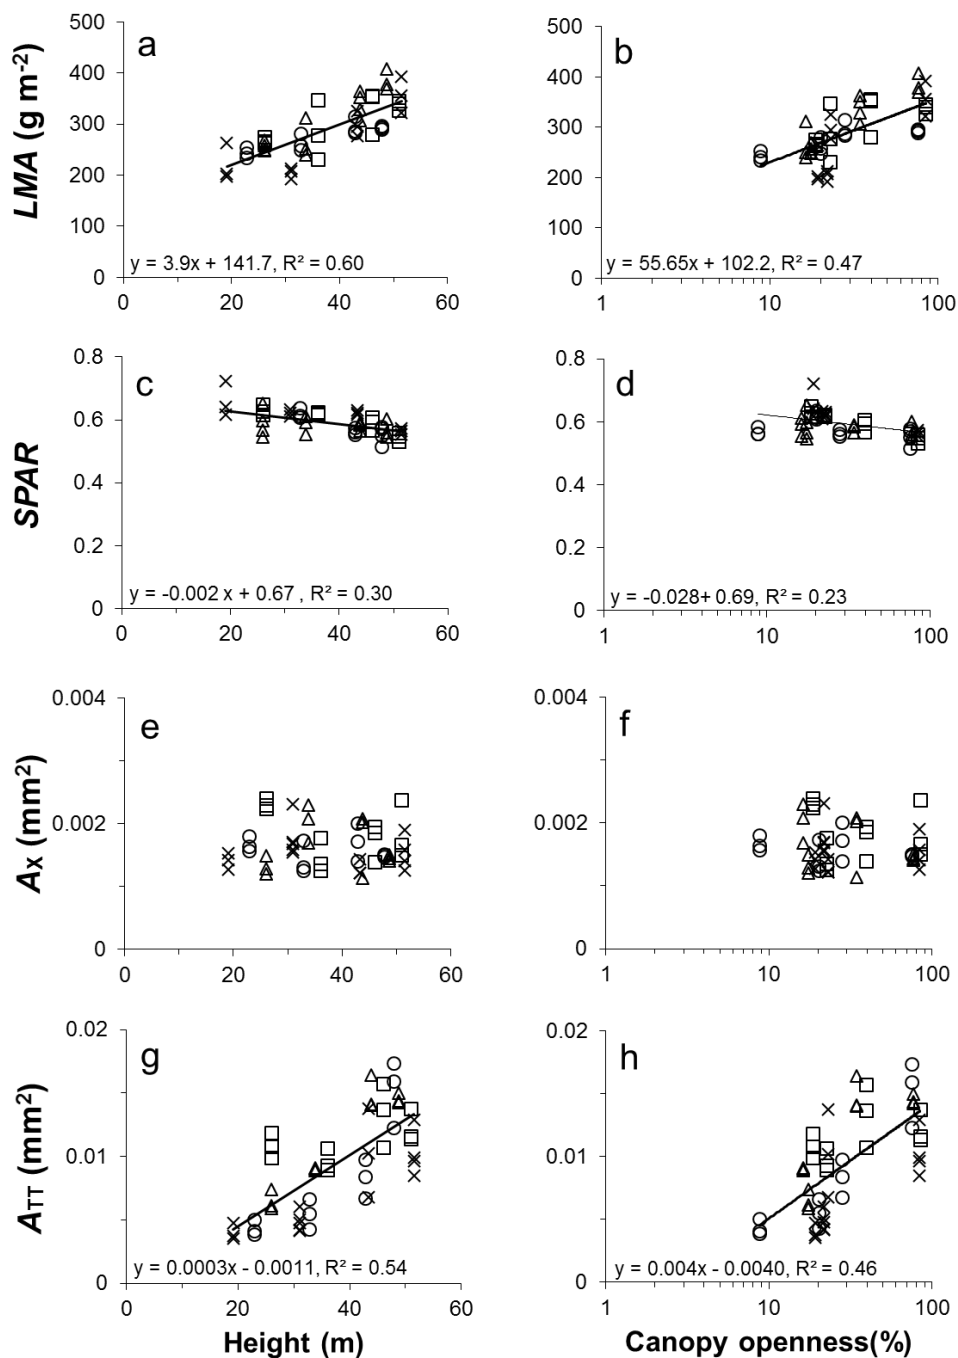 a
b
LMA (g m-2)
500
400
300
200
100
0
y = 3.9x + 141.7, R² = 0.60
0 20 40 60
500
400
300
200
100
0
y = 55.65x + 102.2, R² = 0.47
1 10 100
c
d
SPAR
0.8
0.6
0.4
0.2
0
y = -0.002 x + 0.67 , R² = 0.30
0 20 40 60
0.8
0.6
0.4
0.2
0
y = -0.028+ 0.69, R² = 0.23
1 10 100
e
f
AX (mm2)
0.004
0.002
0
0 20 40 60
0.004
0.002
0
1 10 100
g
h
ATT (mm2)
0.02
0.01
0
y = 0.0003x - 0.0011, R² = 0.54
0 20 40 60
Height (m)
0.02
0.01
0
y = 0.004x - 0.0040, R² = 0.46
1 10 100
Canopy openness(%)